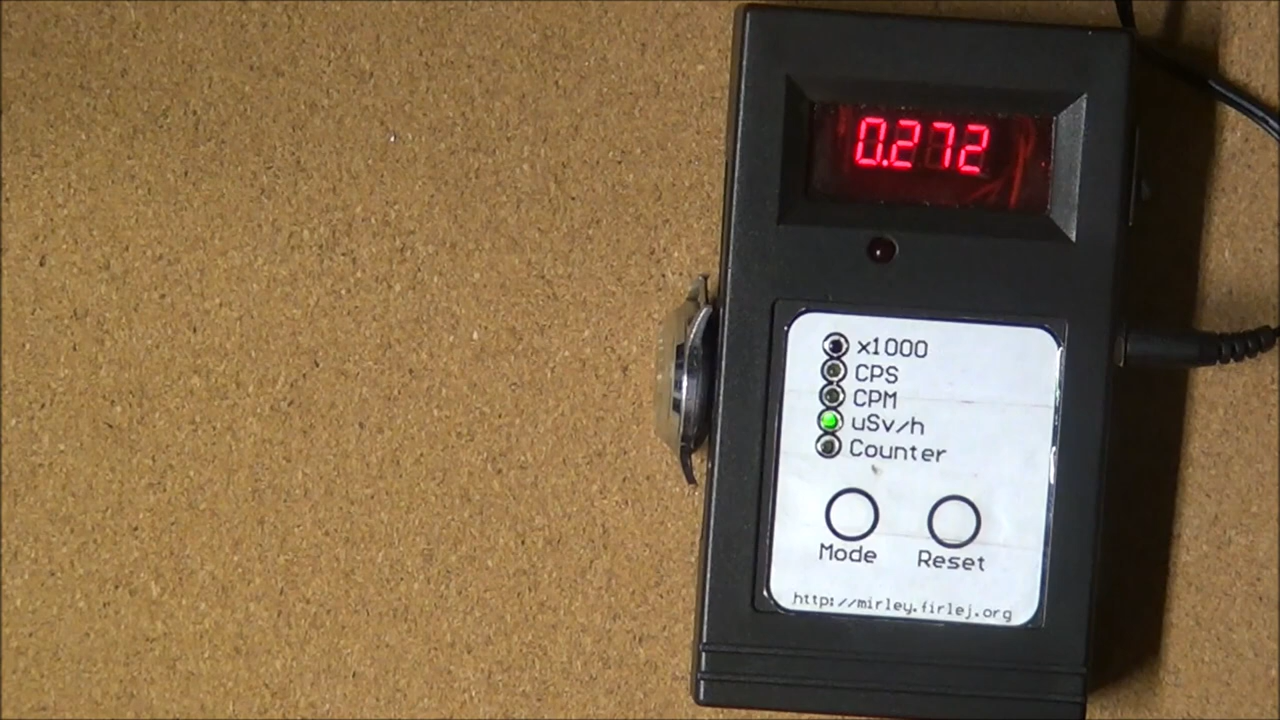 0.272
x1000
CPS
CPM
uSv/h
Counter
Mode Reset
http://mirley.firlej.org